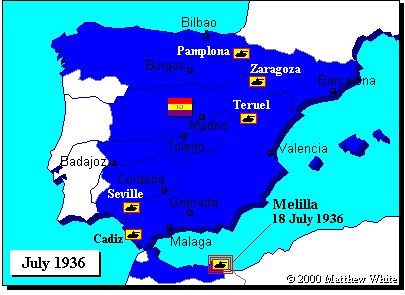 Bilbao
Pamplona
Burgos
Zaragoza
Barcelona
Teruel
Madrid
Toledo
Valencia
Badajoz
Cordoba
Seville
Grenada
Melilla
18 July 1936
Cadiz
Malaga
July 1936
© 2000 Matthew White